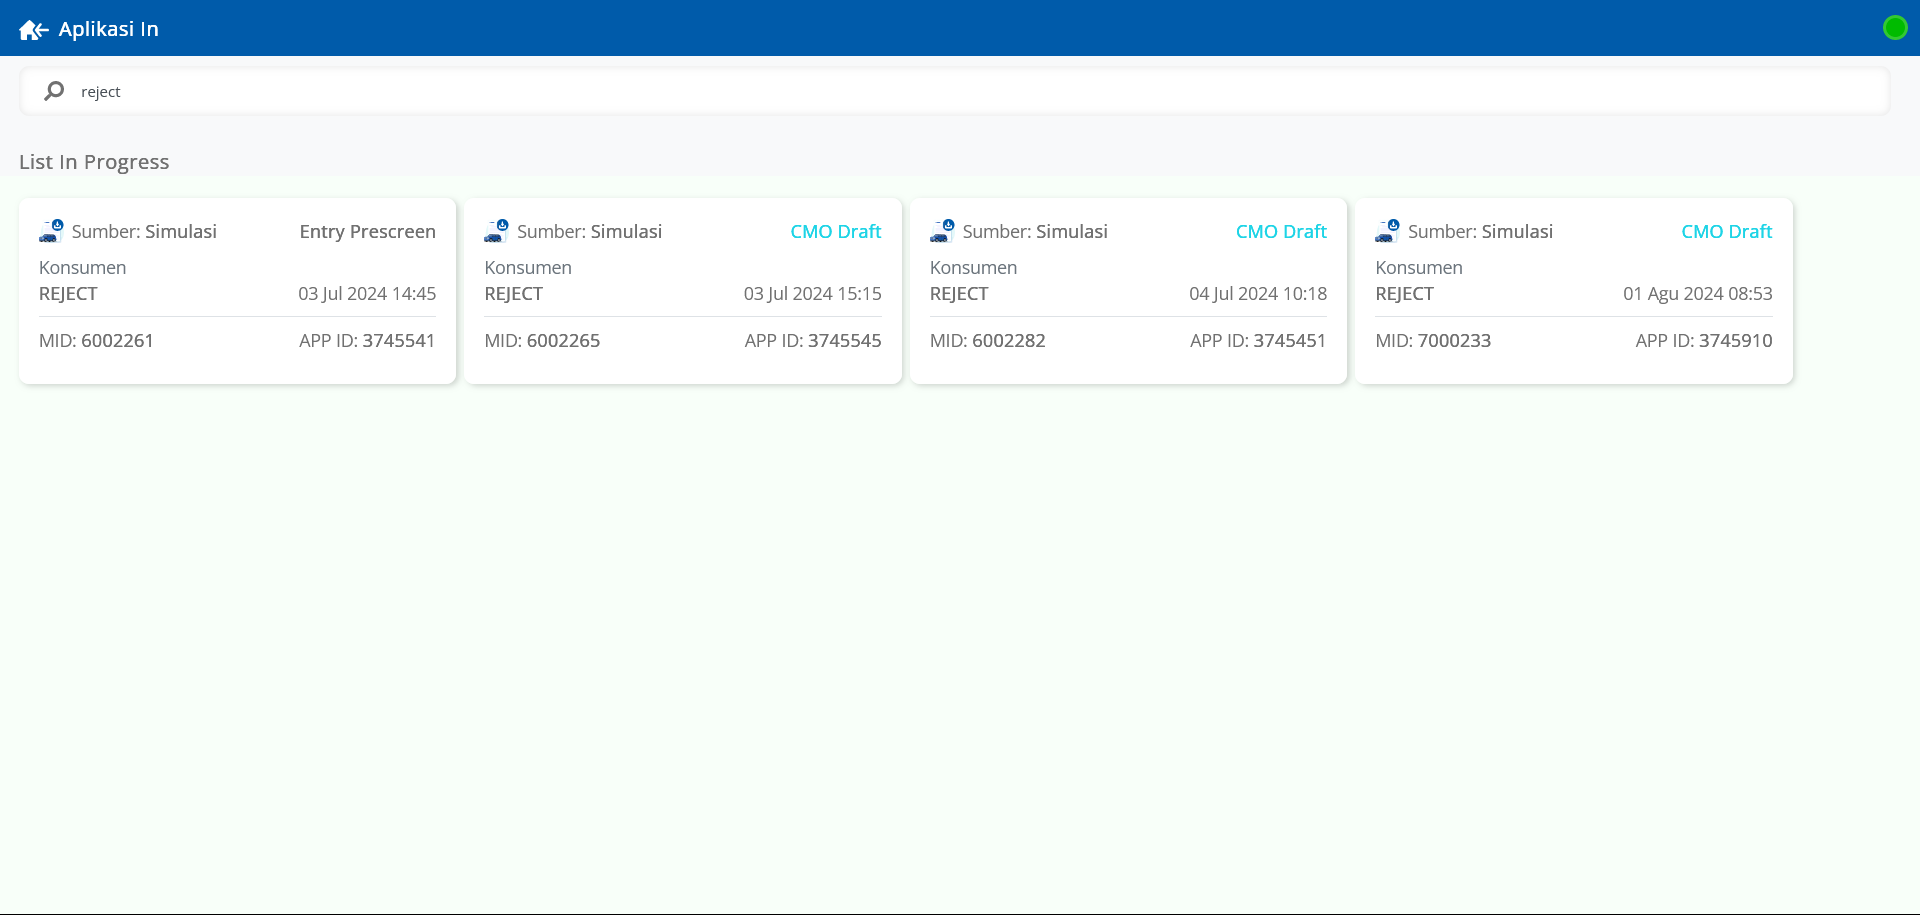 Aplikasi In
reject
List In Progress
Sumber: Simulasi Entry Prescreen
Konsumen
REJECT 03 Jul 2024 14:45
MID: 6002261 APP ID: 3745541
Sumber: Simulasi CMO Draft
Konsumen
REJECT 03 Jul 2024 15:15
MID: 6002265 APP ID: 3745545
Sumber: Simulasi CMO Draft
Konsumen
REJECT 04 Jul 2024 10:18
MID: 6002282 APP ID: 3745451
Sumber: Simulasi CMO Draft
Konsumen
REJECT 01 Agu 2024 08:53
MID: 7000233 APP ID: 3745910